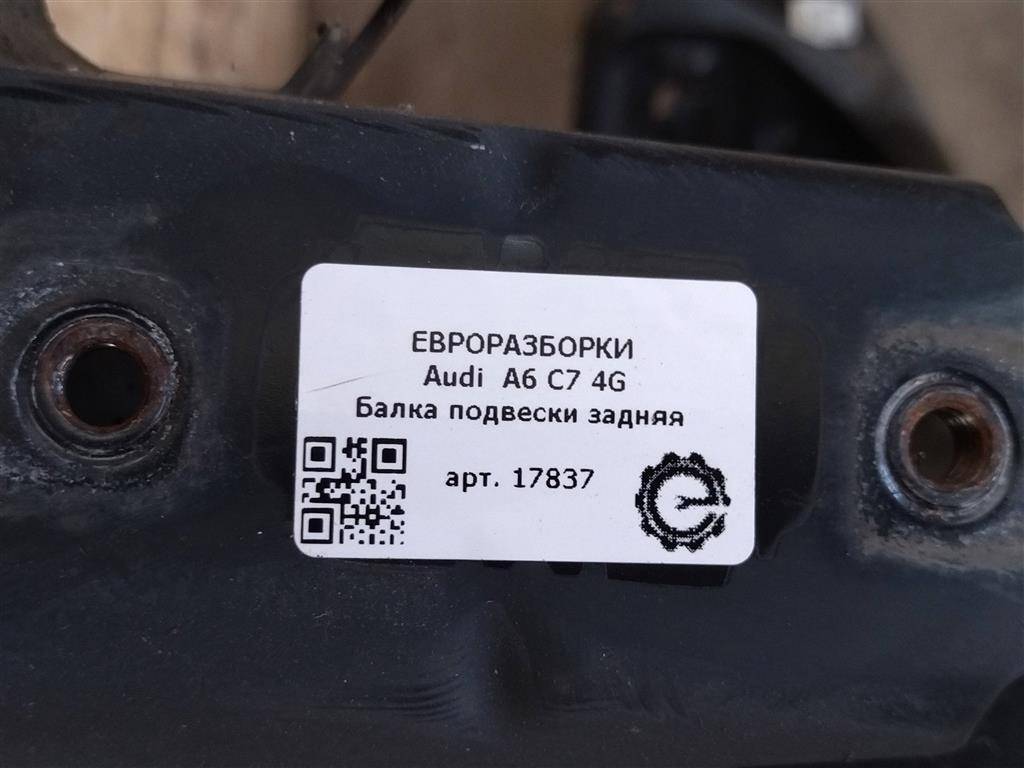 ЕВРОРАЗБОРКИ
Audi A6 C7 4G
Балка подвески задняя
арт. 17837